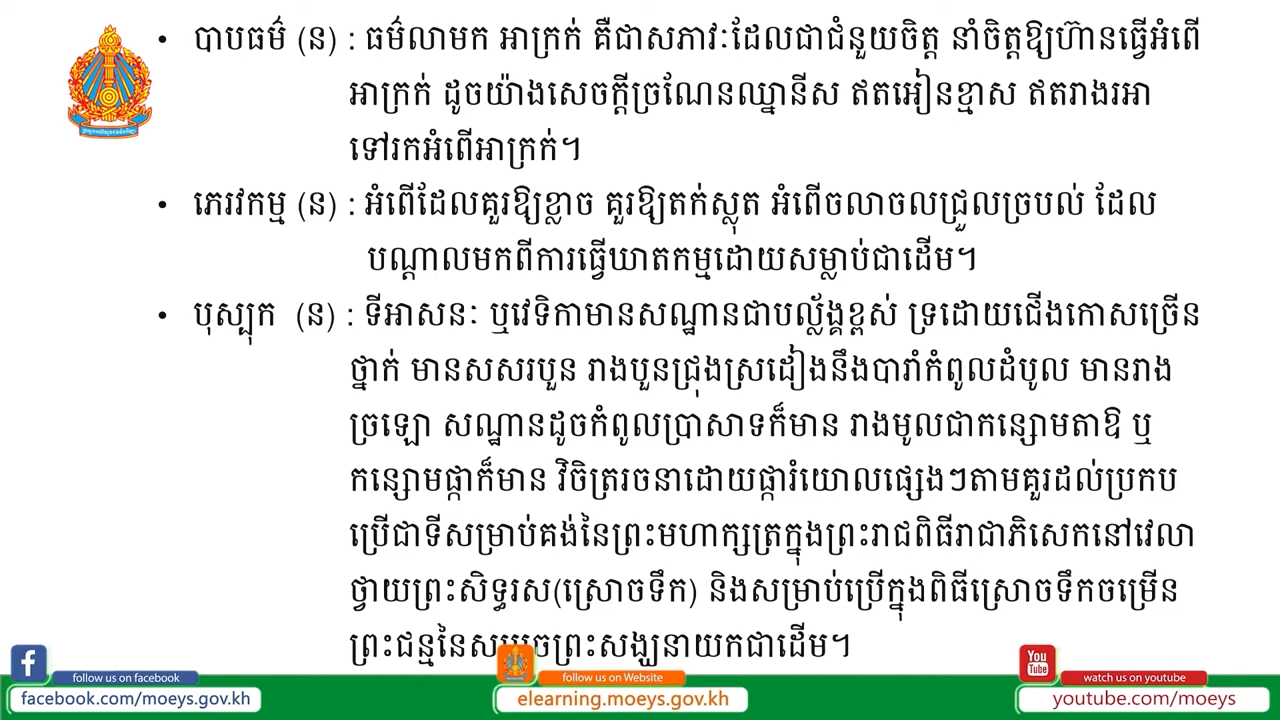 • បាបធម៌ (ន) : ធម៌លាមក អាក្រក់ គឺជាសភាវៈដែលជាជំនួយចិត្ត នាំចិត្តឱ្យហ៊ានធ្វើអំពើ
អាក្រក់ ដូចយ៉ាងសេចក្តីច្រណែនឈ្នានីស ឥតអៀនខ្មាស ឥតរាងរអា
ទៅរកអំពើអាក្រក់។
• ភេរវកម្ម (ន) : អំពើដែលគួរឱ្យខ្លាច គួរឱ្យតក់ស្លុត អំពើចលាចលជ្រួលច្របល់ ដែល
បណ្តាលមកពីការធ្វើឃាតកម្មដោយសម្លាប់ជាដើម។
• បុស្បុក (ន) : ទីអាសនៈ ឬវេទិកាមានសណ្ឋានជាបល្ល័ង្គខ្ពស់ ទ្រដោយជើងកោសច្រើន
ថ្នាក់ មានសសរបួន រាងបួនជ្រុងស្រដៀងនឹងបារាំកំពូលដំបូល មានរាង
ច្រឡោ សណ្ឋានដូចកំពូលប្រាសាទក៏មាន រាងមូលជាកន្សោមតាឱ ឬ
កន្សោមផ្កាក៏មាន វិចិត្ររចនាដោយផ្ការំយោលផ្សេងៗតាមគួរដល់ប្រកប
ប្រើជាទីសម្រាប់គង់នៃព្រះមហាក្សត្រក្នុងព្រះរាជពិធីរាជាភិសេកនៅវេលា
ថ្វាយព្រះសិទ្ធរស(ស្រោចទឹក) និងសម្រាប់ប្រើក្នុងពិធីស្រោចទឹកចម្រើន
ព្រះជន្មនៃសម្តេចព្រះសង្ឃនាយកជាដើម។
follow us on facebook
facebook.com/moeys.gov.kh
follow us on Website
elearning.moeys.gov.kh
You Tube
watch us on youtube
youtube.com/moeys